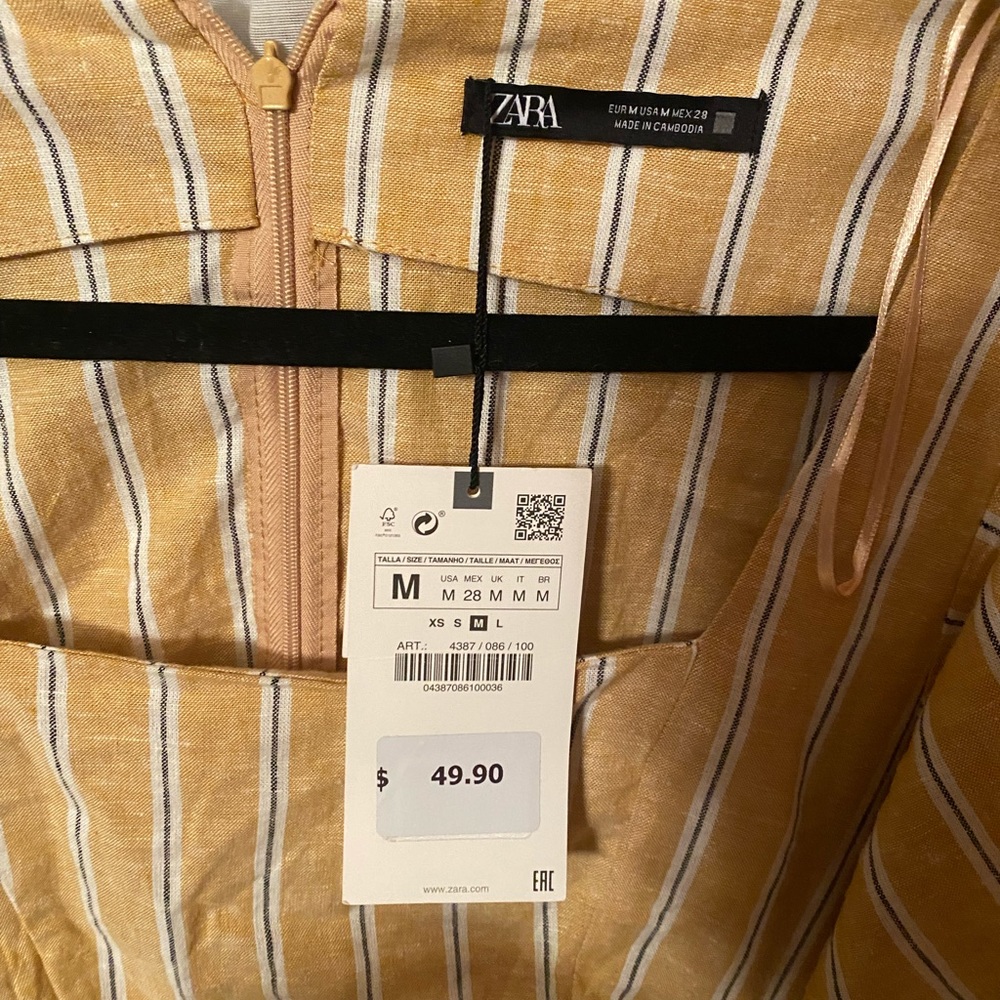 ZARA
EUR M USA M MEX 28
MADE IN CAMBODIA
FSC
TALLA / SIZE / TAMANHO / TAILLE / MAAT / ΜΕΓΕΘΟΣ
M
USA MEX UK IT BR
M 28 M M M
XS S M L
ART.: 4387 / 086 / 100
04387086100036
$ 49.90
www.zara.com
EAC